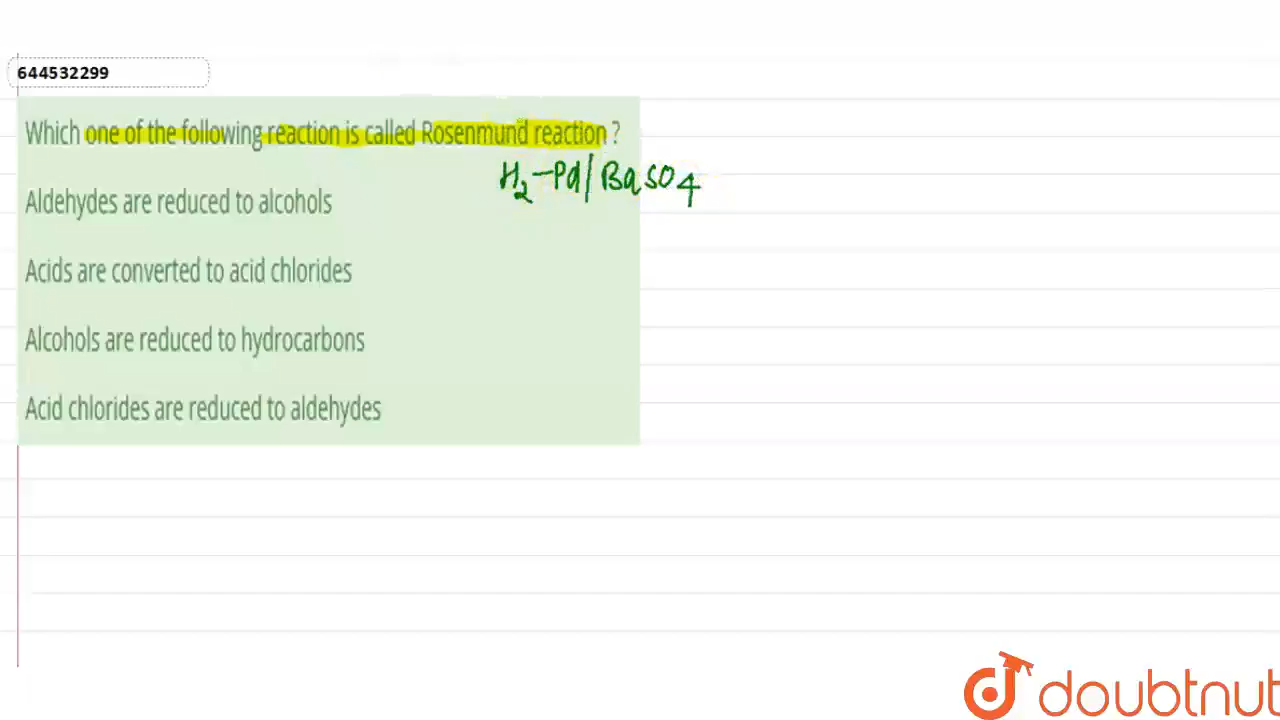 644532299
Which one of the following reaction is called Rosenmund reaction ?
H₂-Pd/BaSO₄
Aldehydes are reduced to alcohols
Acids are converted to acid chlorides
Alcohols are reduced to hydrocarbons
Acid chlorides are reduced to aldehydes
doubtnut